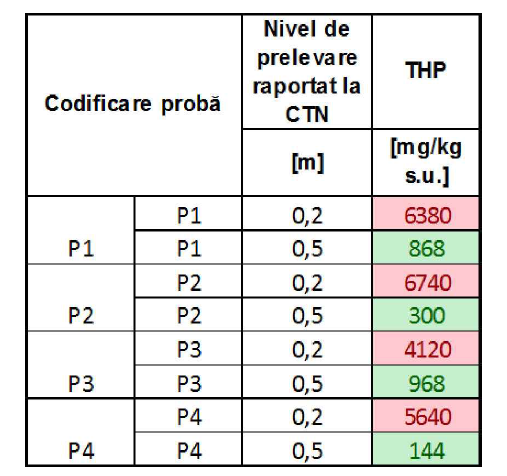 Codificare probă
Nivel de
prelevare
raportat la
CTN
THP
[m]
[mg/kg
s.u.]
P1 0,2 6380
P1 P1 0,5 868
P2 0,2 6740
P2 P2 0,5 300
P3 0,2 4120
P3 P3 0,5 968
P4 0,2 5640
P4 P4 0,5 144